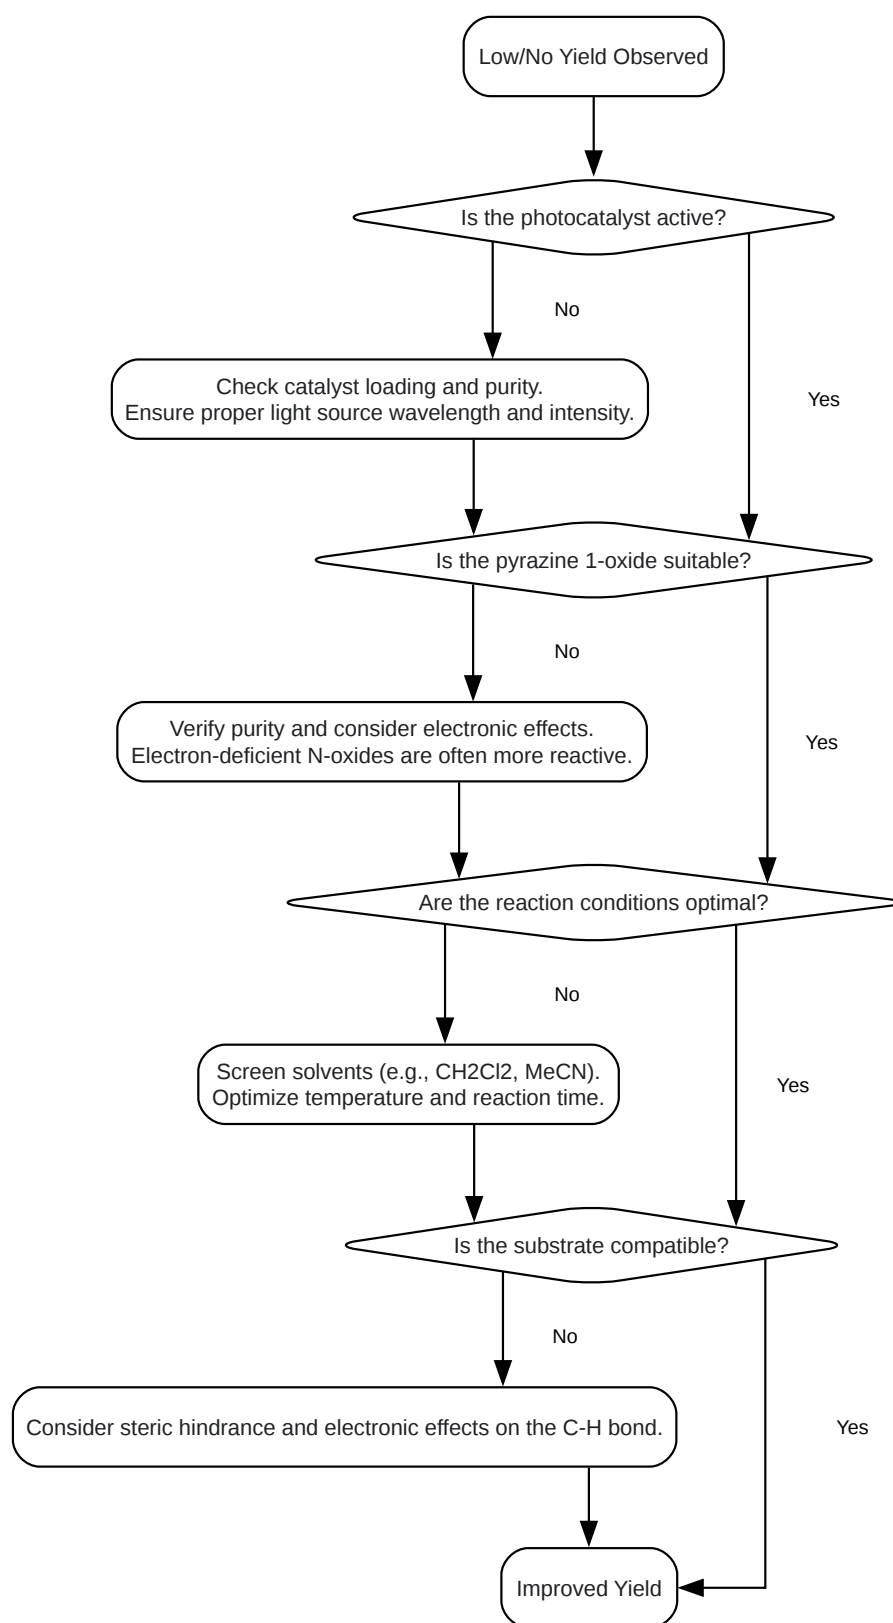 Low/No Yield Observed
Is the photocatalyst active?
No
Check catalyst loading and purity.
Ensure proper light source wavelength and intensity.
Yes
Is the pyrazine 1-oxide suitable?
No
Verify purity and consider electronic effects.
Electron-deficient N-oxides are often more reactive.
Yes
Are the reaction conditions optimal?
No
Screen solvents (e.g., CH2Cl2, MeCN).
Optimize temperature and reaction time.
Yes
Is the substrate compatible?
No
Consider steric hindrance and electronic effects on the C-H bond.
Yes
Improved Yield